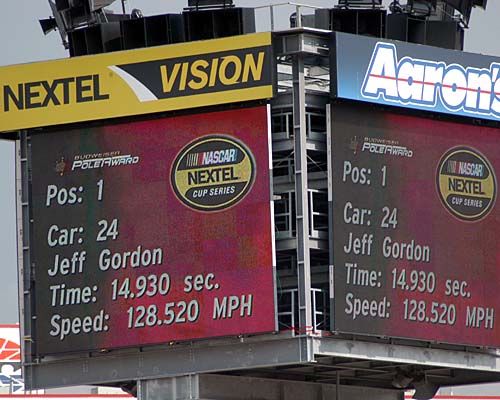 NEXTEL VISION
BUDWEISER
POLE AWARD
NASCAR
NEXTEL
CUP SERIES
Pos: 1
Car: 24
Jeff Gordon
Time: 14.930 sec.
Speed: 128.520 MPH
Aaron's
BUDWEISER
POLE AWARD
NASCAR
NEXTEL
CUP SERIES
Pos: 1
Car: 24
Jeff Gordon
Time: 14.930 sec.
Speed: 128.520 MPH